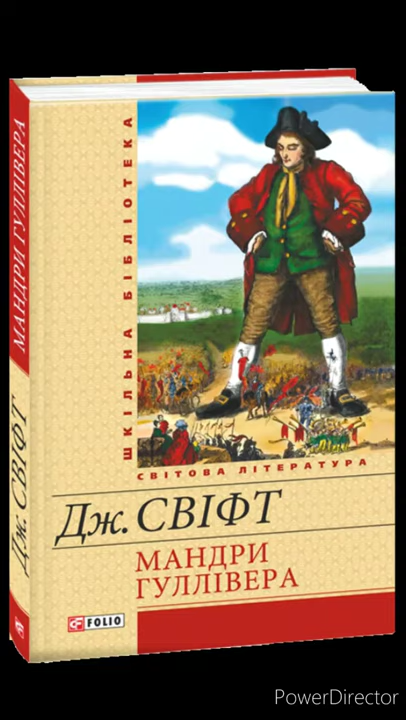 МАНДРИ ГУЛЛІВЕРА
Дж. СВІФТ
FOLIO
ШКІЛЬНА БІБЛІОТЕКА
СВІТОВА ЛІТЕРАТУРА
Дж. СВІФТ
МАНДРИ
ГУЛЛІВЕРА
PowerDirector